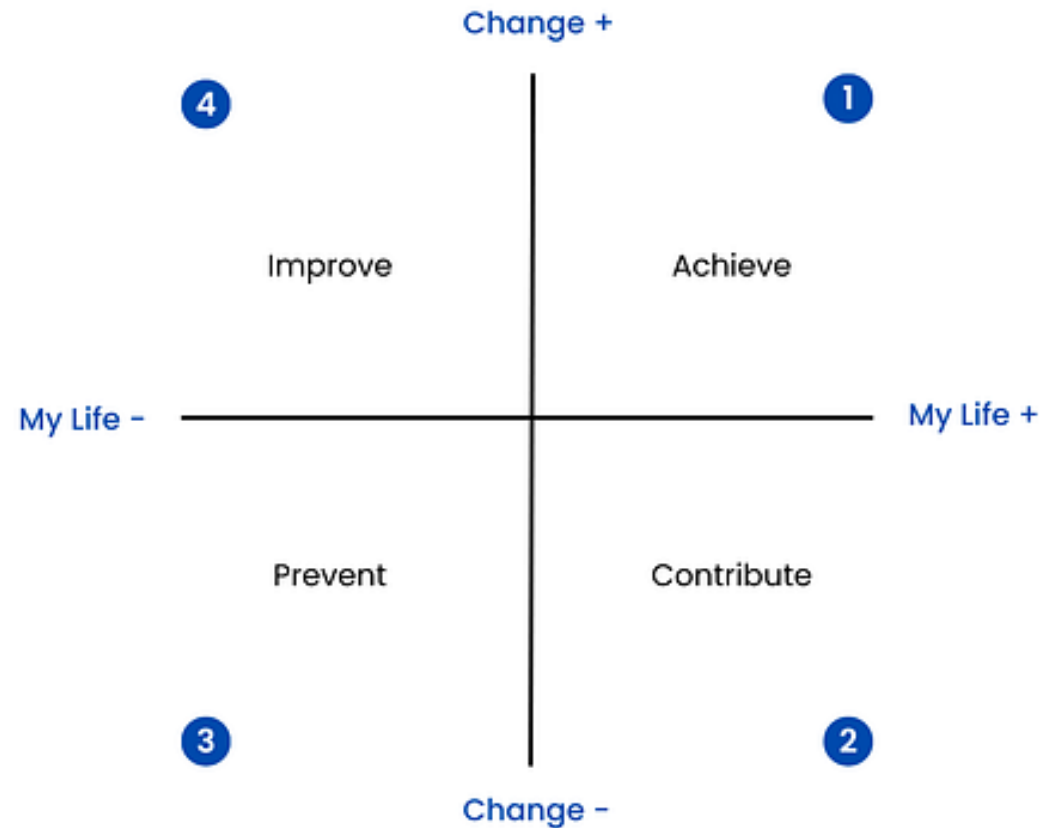 Change +
4
1
Improve
Achieve
My Life -
My Life +
Prevent
Contribute
3
2
Change -